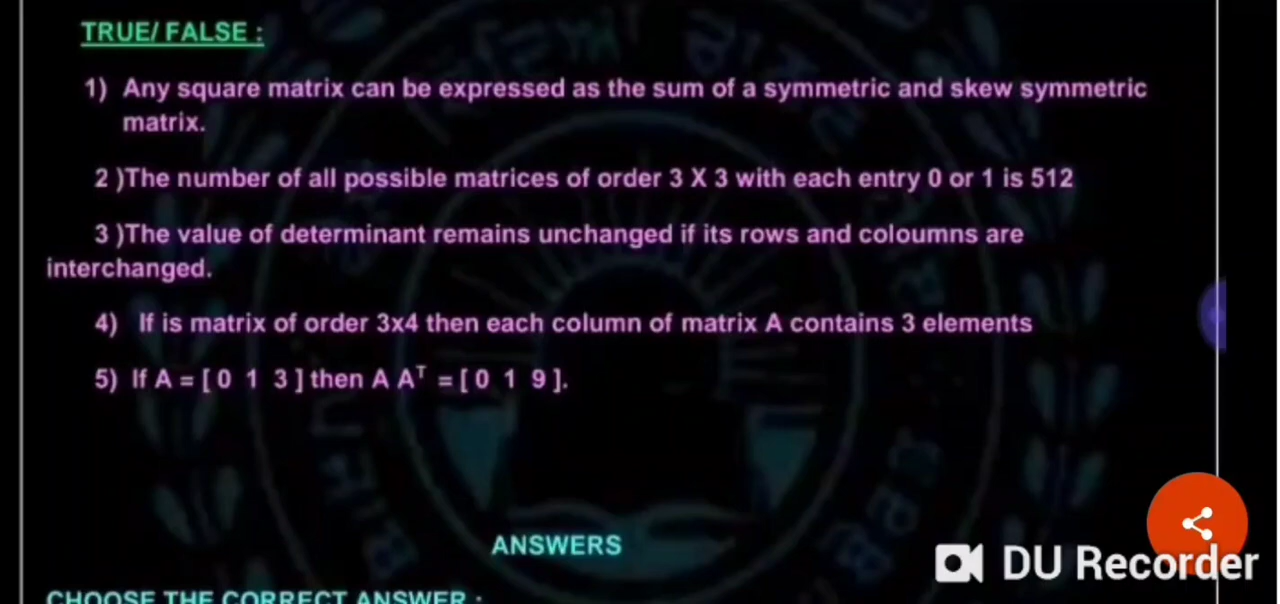 TRUE/ FALSE :
1) Any square matrix can be expressed as the sum of a symmetric and skew symmetric
matrix.
2 )The number of all possible matrices of order 3 X 3 with each entry 0 or 1 is 512
3 )The value of determinant remains unchanged if its rows and coloumns are
interchanged.
4) If is matrix of order 3x4 then each column of matrix A contains 3 elements
5) If A = [ 0 1 3 ] then A Aᵀ = [ 0 1 9 ].
ANSWERS
DU Recorder
CHOOSE THE CORRECT ANSWER :